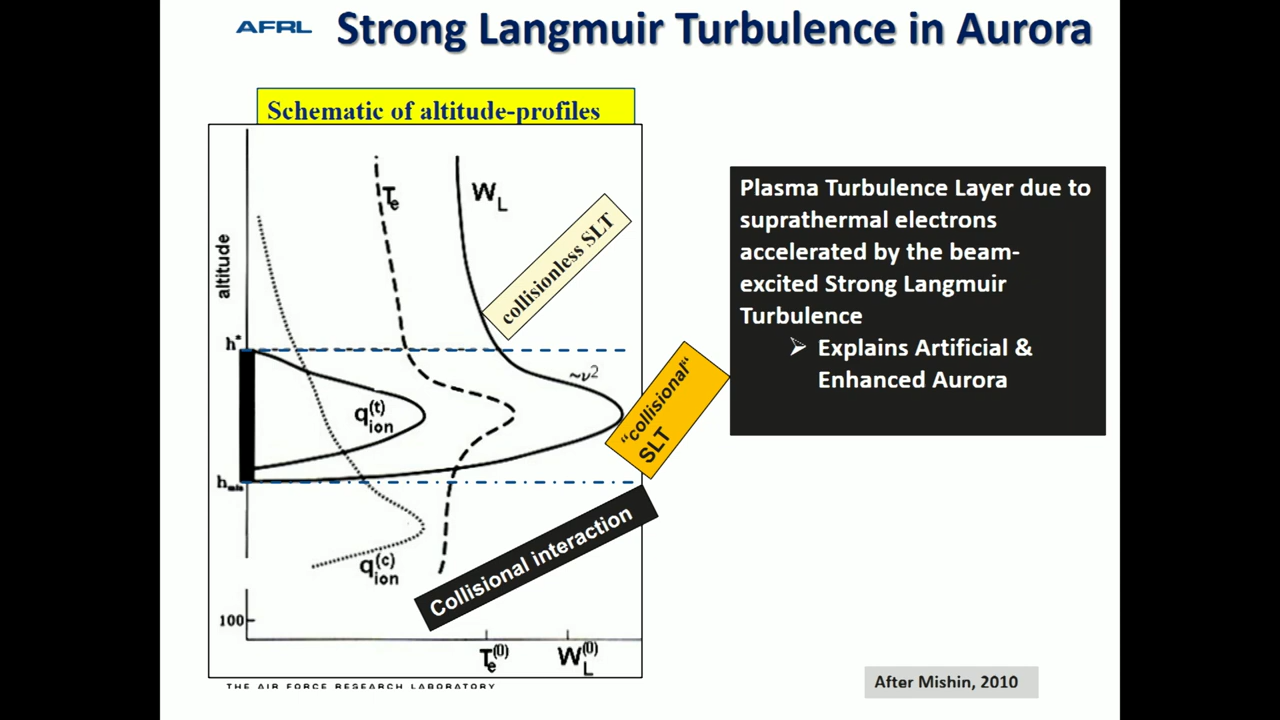 AFRL
Strong Langmuir Turbulence in Aurora
Schematic of altitude-profiles
Te
WL
collisionless SLT
altitude
h*
~ν2
q(t)ion
"collisional"
SLT
hmin
q(c)ion
Collisional interaction
100
Te(0)
WL(0)
THE AIR FORCE RESEARCH LABORATORY
Plasma Turbulence Layer due to
suprathermal electrons
accelerated by the beam-
excited Strong Langmuir
Turbulence
➢ Explains Artificial &
Enhanced Aurora
After Mishin, 2010